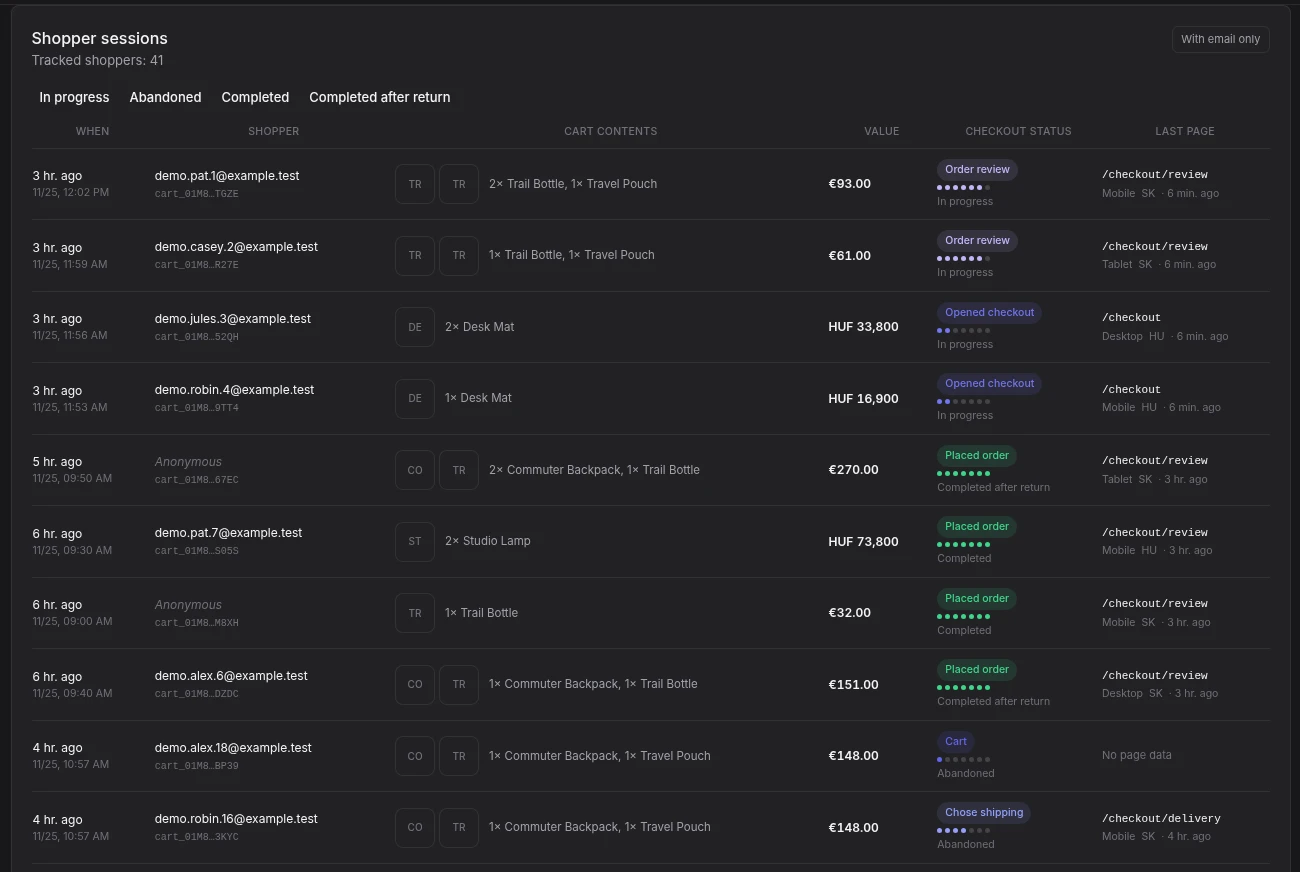 Shopper sessions
With email only
Tracked shoppers: 41
In progress Abandoned Completed Completed after return
WHEN SHOPPER CART CONTENTS VALUE CHECKOUT STATUS LAST PAGE
3 hr. ago demo.pat.1@example.test TR TR 2× Trail Bottle, 1× Travel Pouch €93.00 Order review /checkout/review
11/25, 12:02 PM cart_01M8…TGZE In progress Mobile SK · 6 min. ago
3 hr. ago demo.casey.2@example.test TR TR 1× Trail Bottle, 1× Travel Pouch €61.00 Order review /checkout/review
11/25, 11:59 AM cart_01M8…R27E In progress Tablet SK · 6 min. ago
3 hr. ago demo.jules.3@example.test DE 2× Desk Mat HUF 33,800 Opened checkout /checkout
11/25, 11:56 AM cart_01M8…52QH In progress Desktop HU · 6 min. ago
3 hr. ago demo.robin.4@example.test DE 1× Desk Mat HUF 16,900 Opened checkout /checkout
11/25, 11:53 AM cart_01M8…9TT4 In progress Mobile HU · 6 min. ago
5 hr. ago Anonymous CO TR 2× Commuter Backpack, 1× Trail Bottle €270.00 Placed order /checkout/review
11/25, 09:50 AM cart_01M8…67EC Completed after return Tablet SK · 3 hr. ago
6 hr. ago demo.pat.7@example.test ST 2× Studio Lamp HUF 73,800 Placed order /checkout/review
11/25, 09:30 AM cart_01M8…S05S Completed Mobile HU · 3 hr. ago
6 hr. ago Anonymous TR 1× Trail Bottle €32.00 Placed order /checkout/review
11/25, 09:00 AM cart_01M8…M8XH Completed Mobile SK · 3 hr. ago
6 hr. ago demo.alex.6@example.test CO TR 1× Commuter Backpack, 1× Trail Bottle €151.00 Placed order /checkout/review
11/25, 09:40 AM cart_01M8…DZDC Completed after return Desktop SK · 3 hr. ago
4 hr. ago demo.alex.18@example.test CO TR 1× Commuter Backpack, 1× Travel Pouch €148.00 Cart No page data
11/25, 10:57 AM cart_01M8…BP39 Abandoned
4 hr. ago demo.robin.16@example.test CO TR 1× Commuter Backpack, 1× Travel Pouch €148.00 Chose shipping /checkout/delivery
11/25, 10:57 AM cart_01M8…3KYC Abandoned Mobile SK · 4 hr. ago